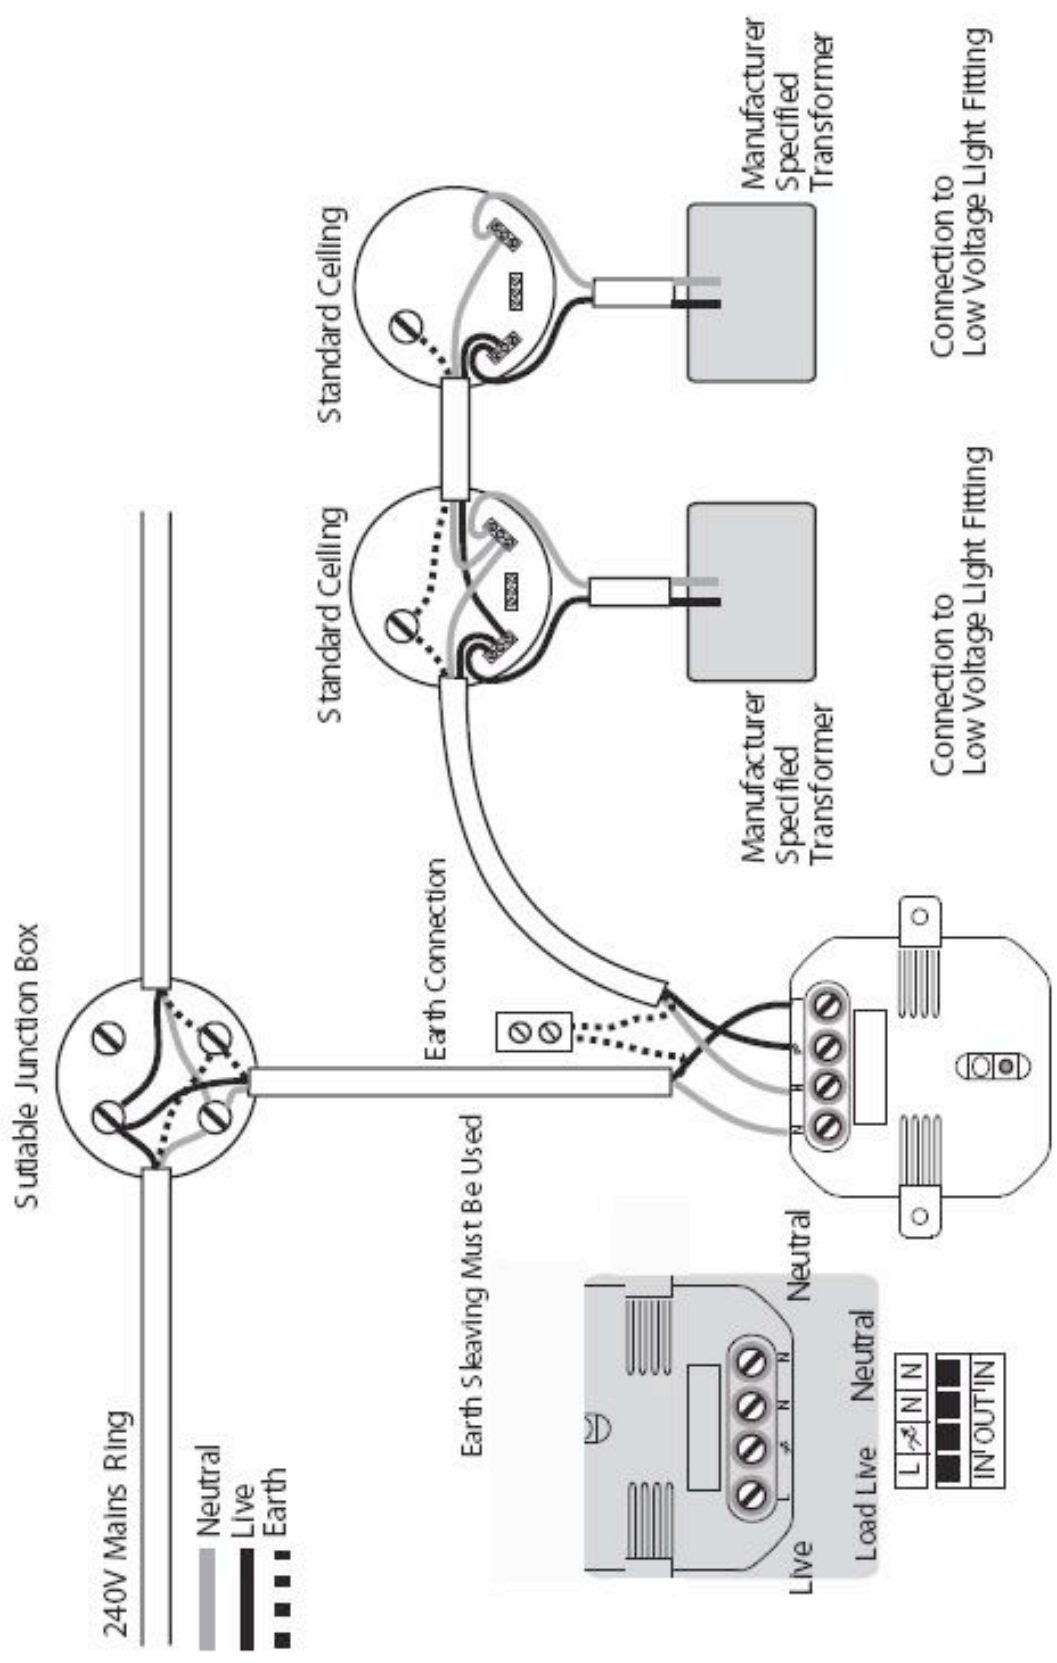 Sutiable Junction Box
240V Mains Ring
Neutral
Live
Earth
Standard Ceiling
Standard Ceiling
Earth Connection
Earth Sleaving Must Be Used
Manufacturer
Specified
Transformer
Manufacturer
Specified
Transformer
Connection to
Low Voltage Light Fitting
Connection to
Low Voltage Light Fitting
N
N
L
L
N
N
Live
Neutral
Load Live
Neutral
L N N
IN'OUT'IN